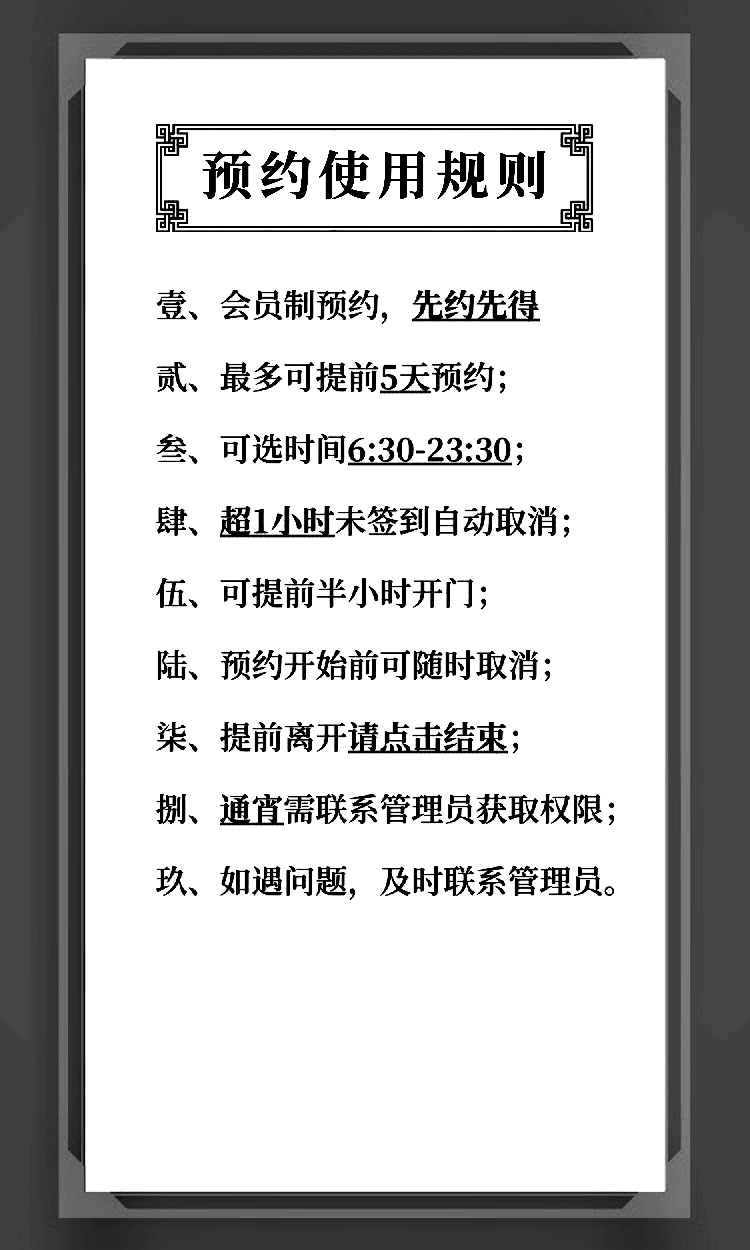 预约使用规则
壹、会员制预约，先约先得
贰、最多可提前5天预约；
叁、可选时间6:30-23:30；
肆、超1小时未签到自动取消；
伍、可提前半小时开门；
陆、预约开始前可随时取消；
柒、提前离开请点击结束；
捌、通宵需联系管理员获取权限；
玖、如遇问题，及时联系管理员。